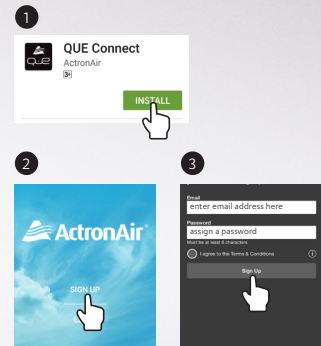 1
QUE Connect
ActronAir
3+
INSTALL
2
3
ActronAir
SIGN UP
Email
enter email address here
Password
assign a password
Must be at least 6 characters
I agree to the Terms & Conditions
Sign Up